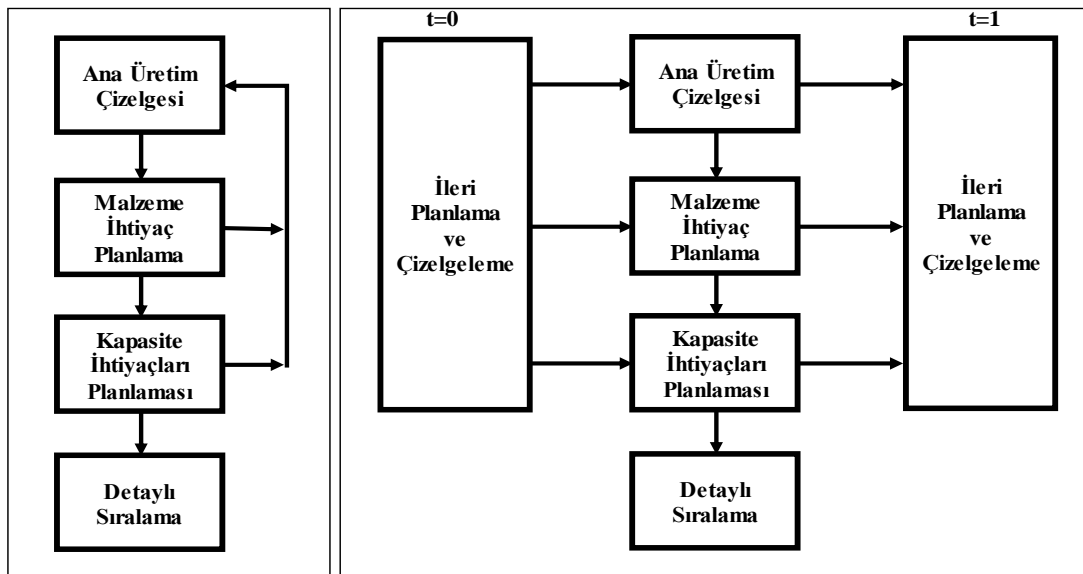 Ana Üretim
Çizelgesi
Malzeme
İhtiyaç
Planlama
Kapasite
İhtiyaçları
Planlaması
Detaylı
Sıralama
t=0
t=1
İleri
Planlama
ve
Çizelgeleme
Ana Üretim
Çizelgesi
Malzeme
İhtiyaç
Planlama
Kapasite
İhtiyaçları
Planlaması
Detaylı
Sıralama
İleri
Planlama
ve
Çizelgeleme